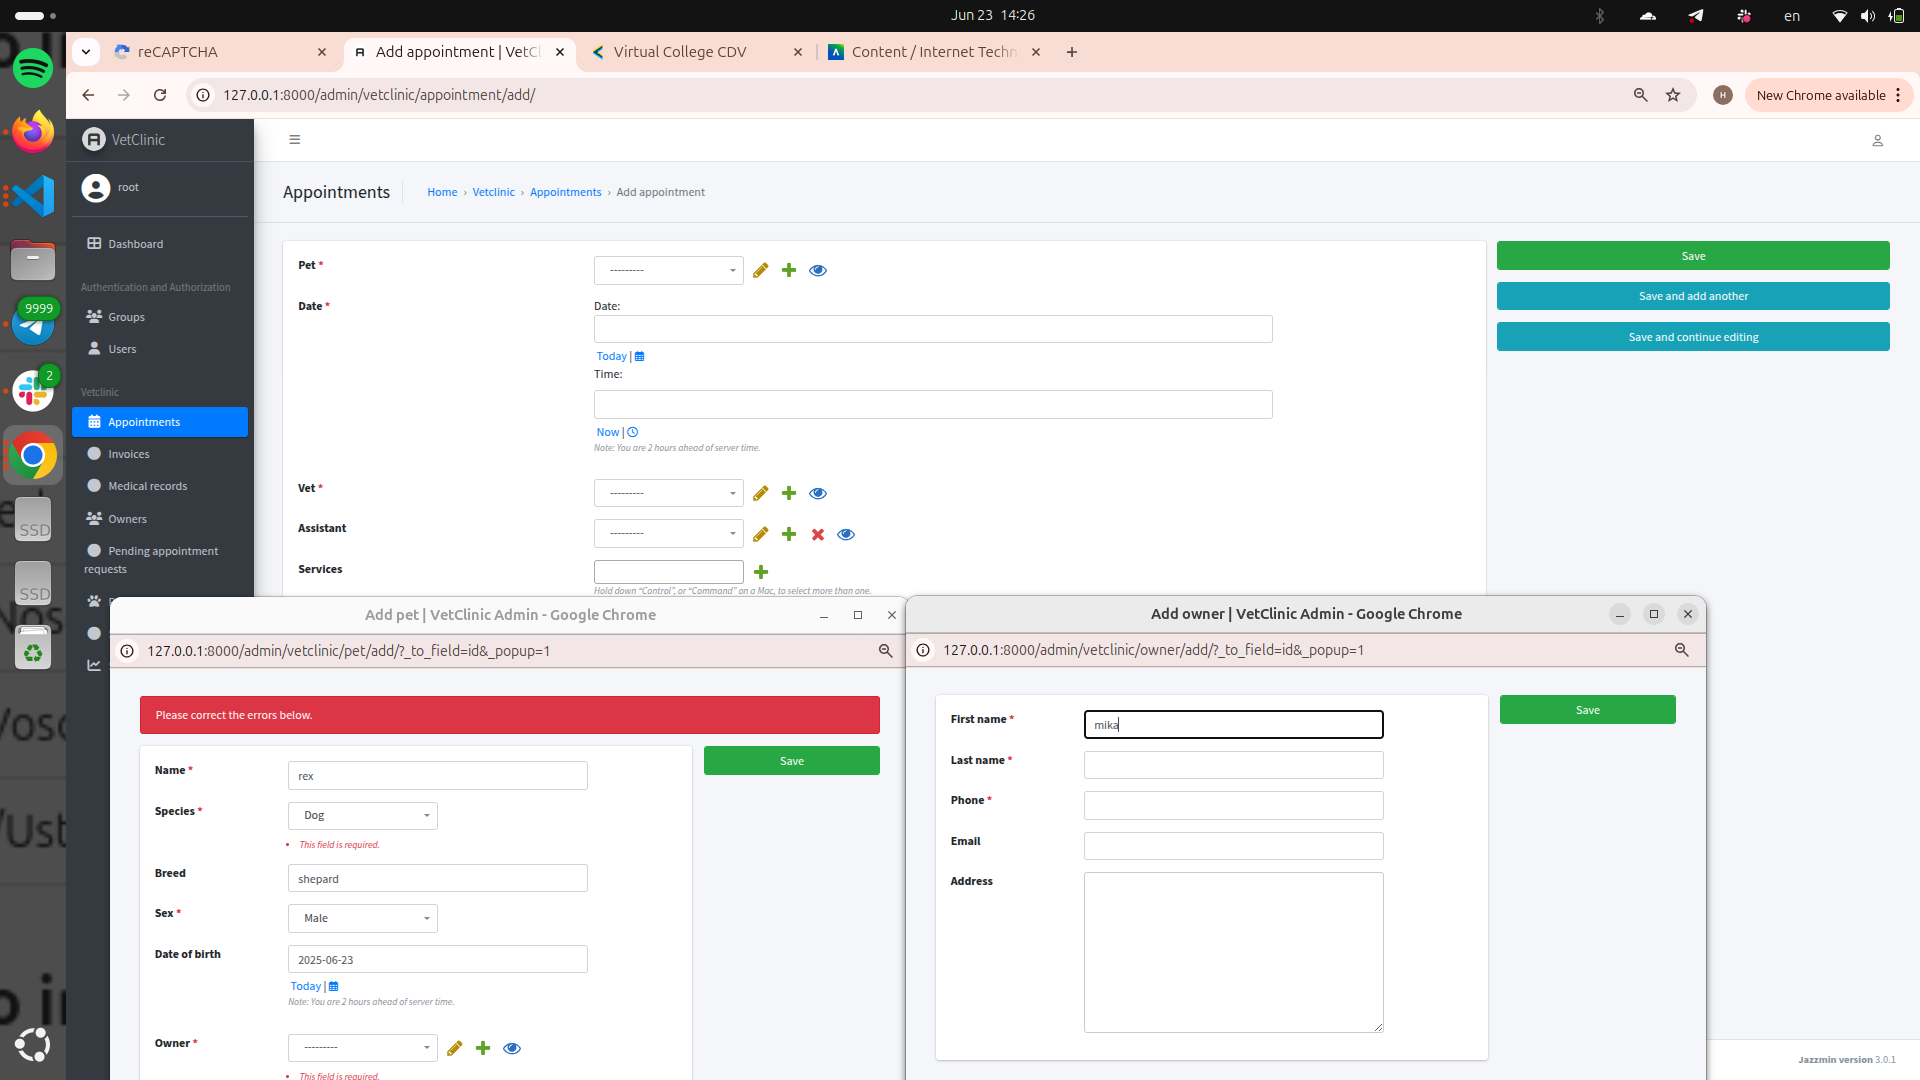 Jun 23 14:26
en
reCAPTCHA
Add appointment | VetCl
Virtual College CDV
Content / Internet Techn
127.0.0.1:8000/admin/vetclinic/appointment/add/
H
New Chrome available
VetClinic
root
Dashboard
Authentication and Authorization
Groups
Users
Vetclinic
Appointments
Invoices
Medical records
Owners
Pending appointment
requests
9999
2
SSD
SSD
Appointments
Home › Vetclinic › Appointments › Add appointment
Pet *
---------
Date *
Date:
Today |
Time:
Now |
Note: You are 2 hours ahead of server time.
Vet *
---------
Assistant
---------
Services
Hold down “Control”, or “Command” on a Mac, to select more than one.
Save
Save and add another
Save and continue editing
Add pet | VetClinic Admin - Google Chrome
127.0.0.1:8000/admin/vetclinic/pet/add/?_to_field=id&_popup=1
Please correct the errors below.
Name *
rex
Species *
Dog
This field is required.
Breed
shepard
Sex *
Male
Date of birth
2025-06-23
Today |
Note: You are 2 hours ahead of server time.
Owner *
---------
This field is required.
Save
Add owner | VetClinic Admin - Google Chrome
127.0.0.1:8000/admin/vetclinic/owner/add/?_to_field=id&_popup=1
First name *
mika
Last name *
Phone *
Email
Address
Save
Jazzmin version 3.0.1